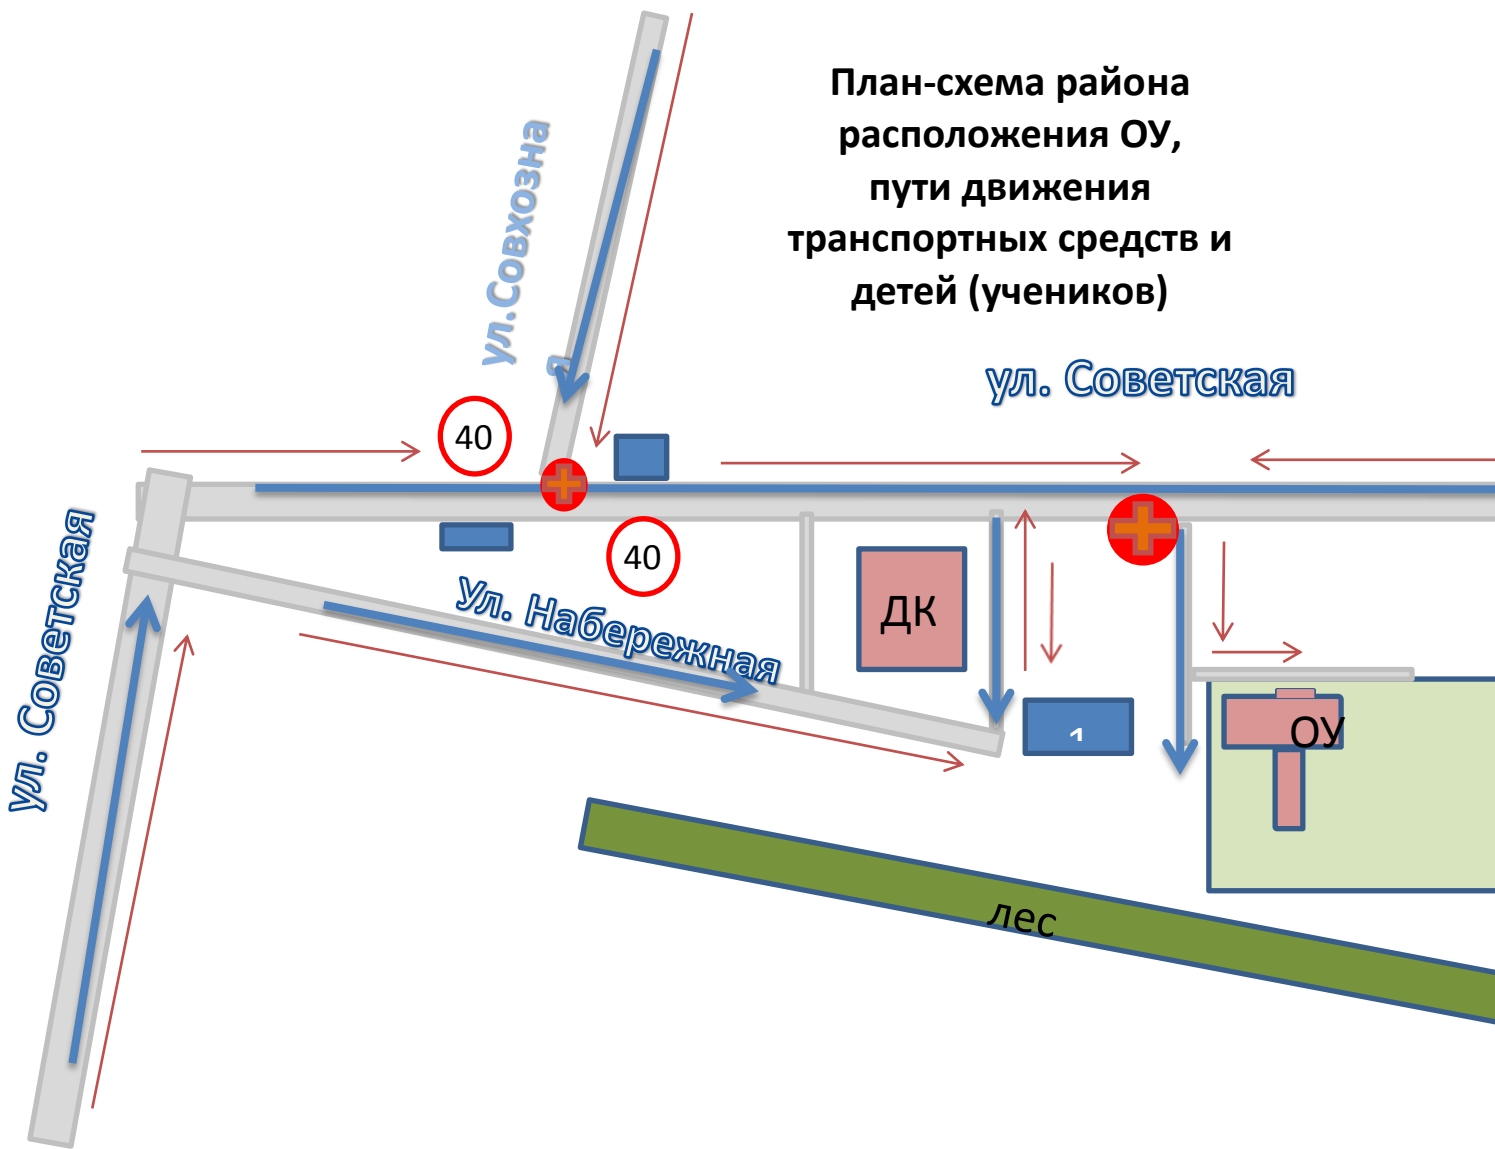 План-схема района
расположения ОУ,
пути движения
транспортных средств и
детей (учеников)
ул.Совхозна
я
ул. Советская
40
40
ул. Советская
Ул. Набережная
ДК
1
ОУ
лес